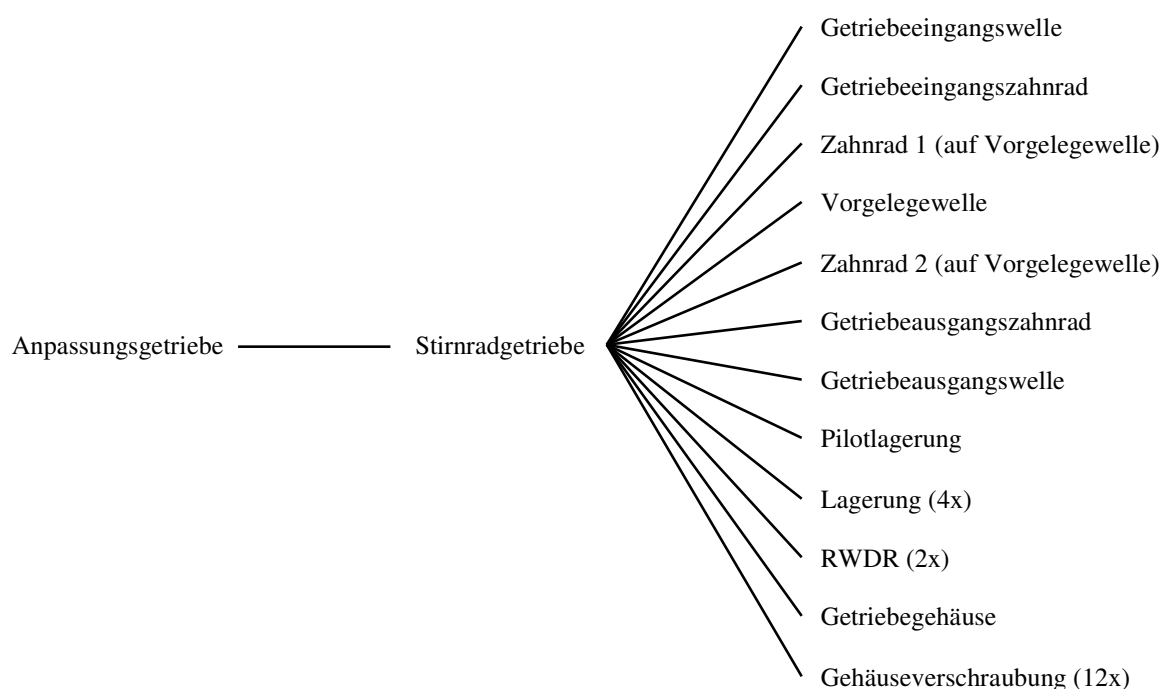 Getriebeeingangswelle
Getriebeeingangszahnrad
Zahnrad 1 (auf Vorgelegewelle)
Vorgelegewelle
Zahnrad 2 (auf Vorgelegewelle)
Getriebeausgangszahnrad
Anpassungsgetriebe
Stirnradgetriebe
Getriebeausgangswelle
Pilotlagerung
Lagerung (4x)
RWDR (2x)
Getriebegehäuse
Gehäuseverschraubung (12x)